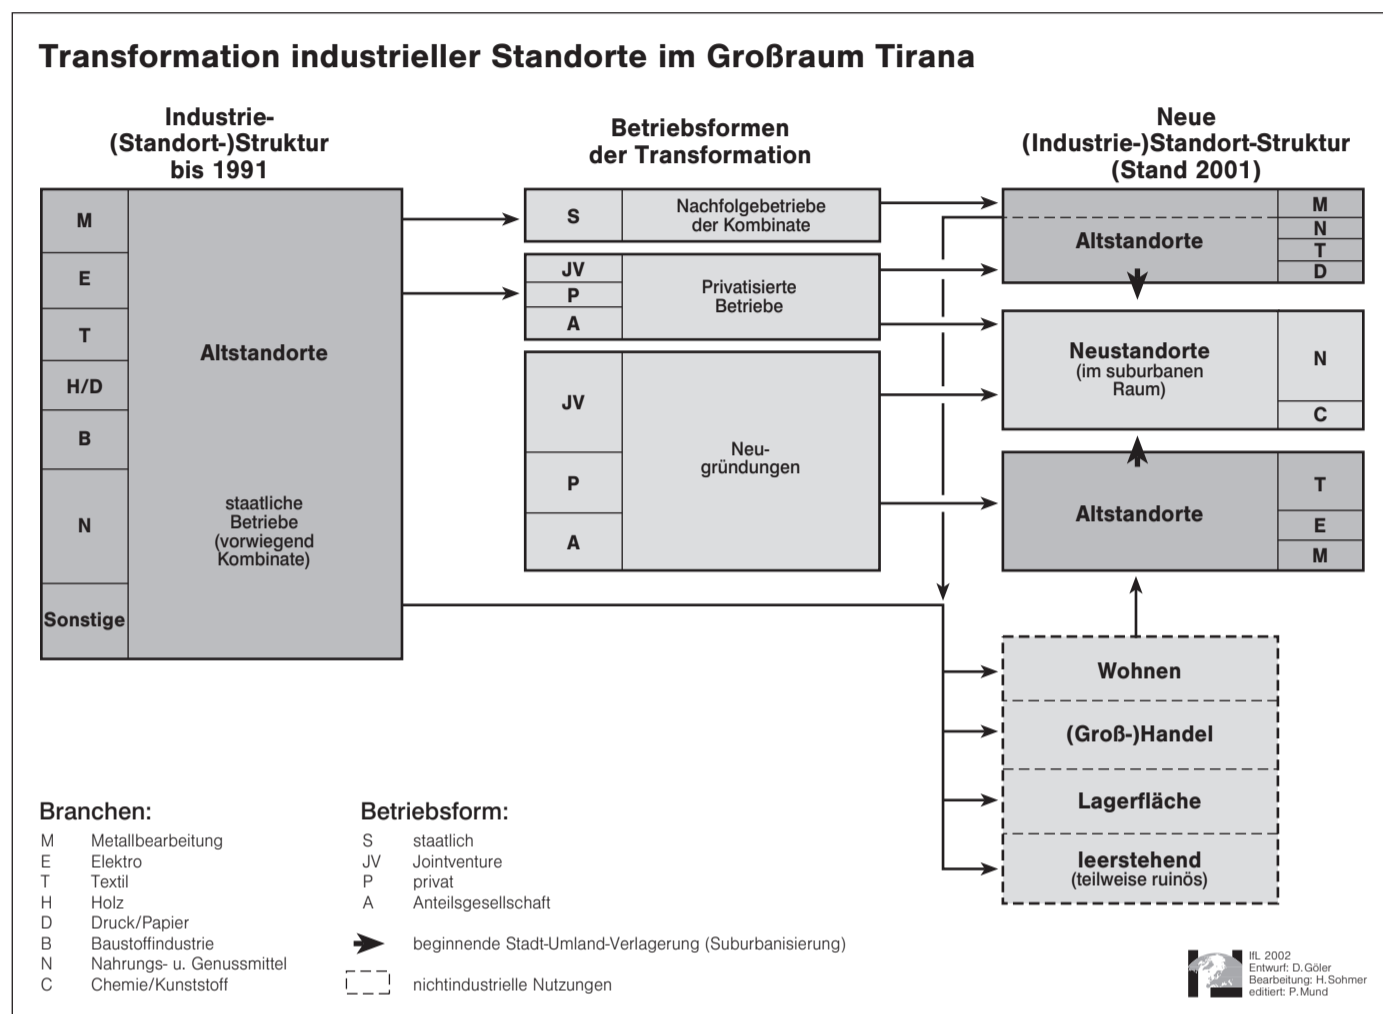 Transformation industrieller Standorte im Großraum Tirana
Industrie-
(Standort-)Struktur
bis 1991
M
E
T
H/D
B
N
Sonstige
Altstandorte
staatliche
Betriebe
(vorwiegend
Kombinate)
Betriebsformen
der Transformation
S
Nachfolgebetriebe
der Kombinate
JV
P
A
Privatisierte
Betriebe
JV
P
A
Neu-
gründungen
Neue
(Industrie-)Standort-Struktur
(Stand 2001)
Altstandorte
M
N
T
D
Neustandorte
(im suburbanen
Raum)
N
C
Altstandorte
T
E
M
Wohnen
(Groß-)Handel
Lagerfläche
leerstehend
(teilweise ruinös)
Branchen:
M Metallbearbeitung
E Elektro
T Textil
H Holz
D Druck/Papier
B Baustoffindustrie
N Nahrungs- u. Genussmittel
C Chemie/Kunststoff
Betriebsform:
S staatlich
JV Jointventure
P privat
A Anteilsgesellschaft
beginnende Stadt-Umland-Verlagerung (Suburbanisierung)
nichtindustrielle Nutzungen
IfL 2002
Entwurf: D.Göler
Bearbeitung: H.Sohmer
editiert: P.Mund